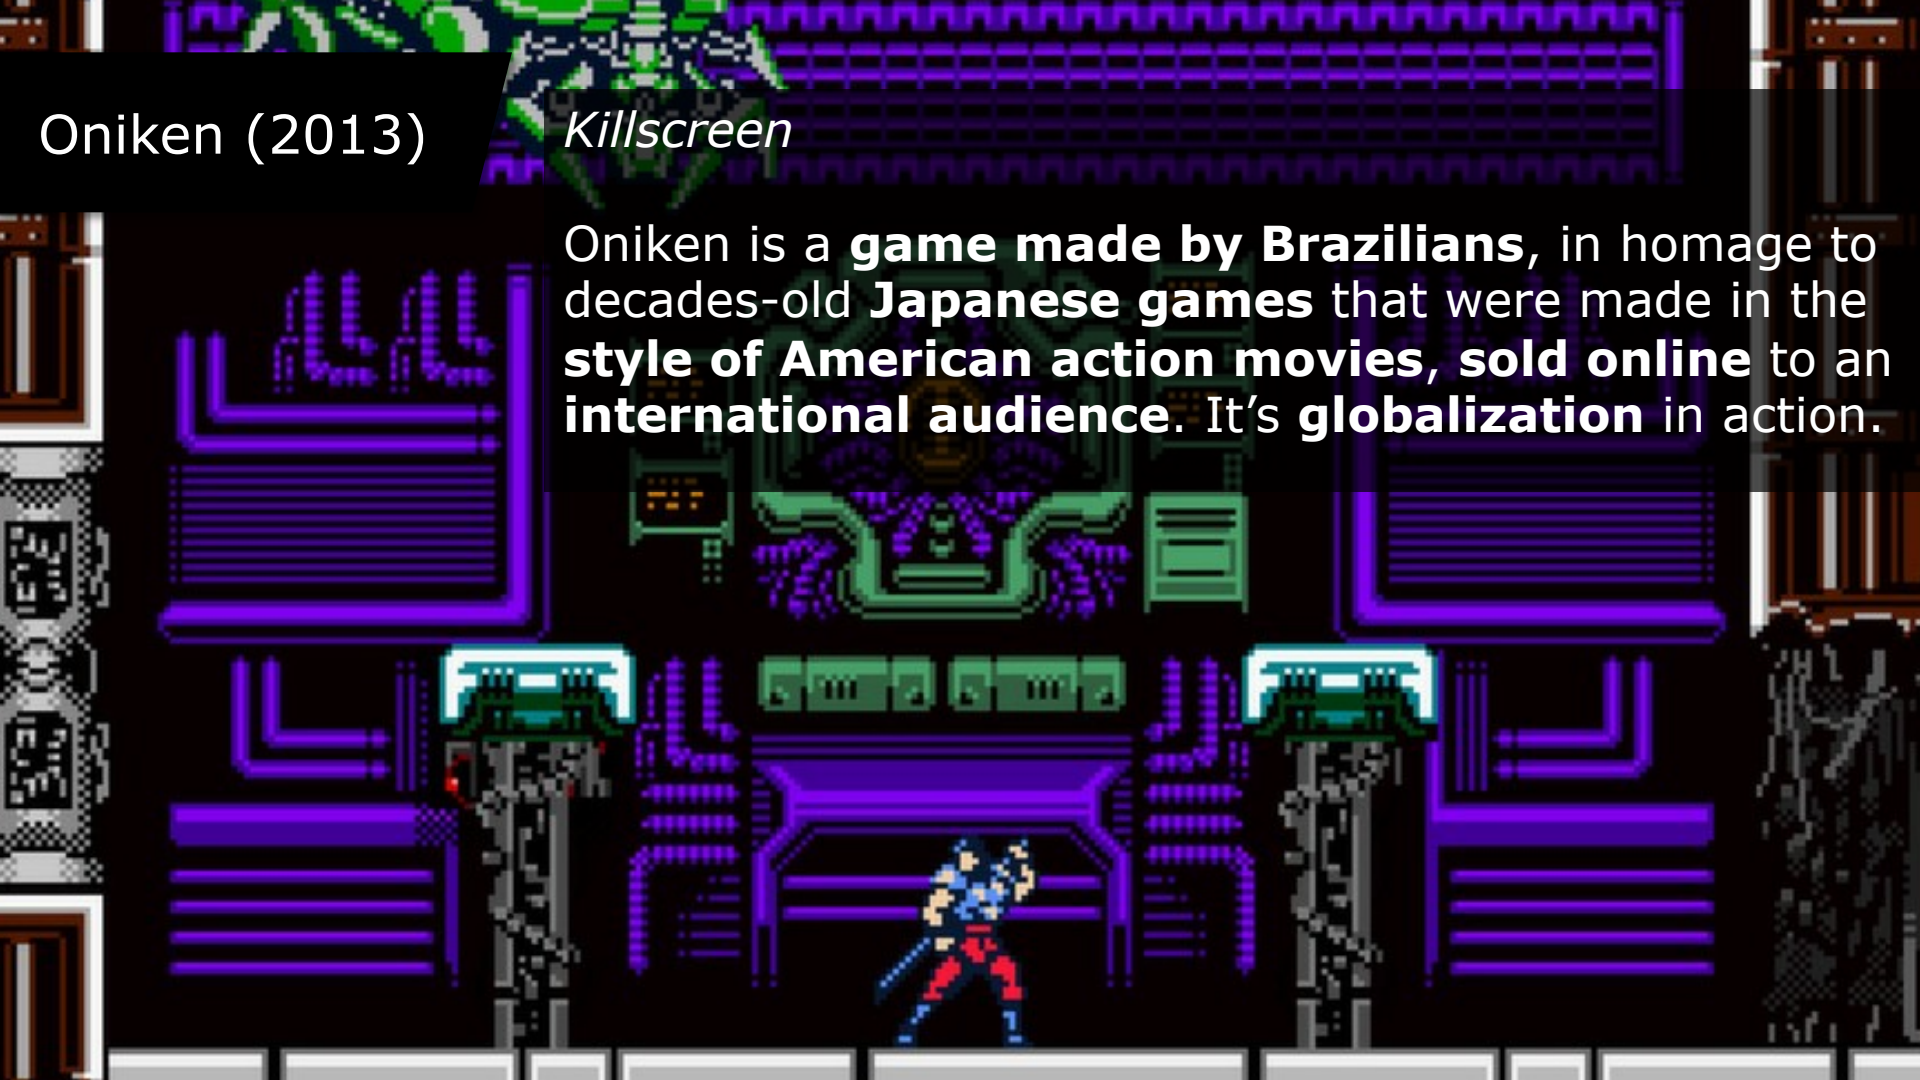 Oniken (2013)
Killscreen
Oniken is a game made by Brazilians, in homage to
decades-old Japanese games that were made in the
style of American action movies, sold online to an
international audience. It’s globalization in action.